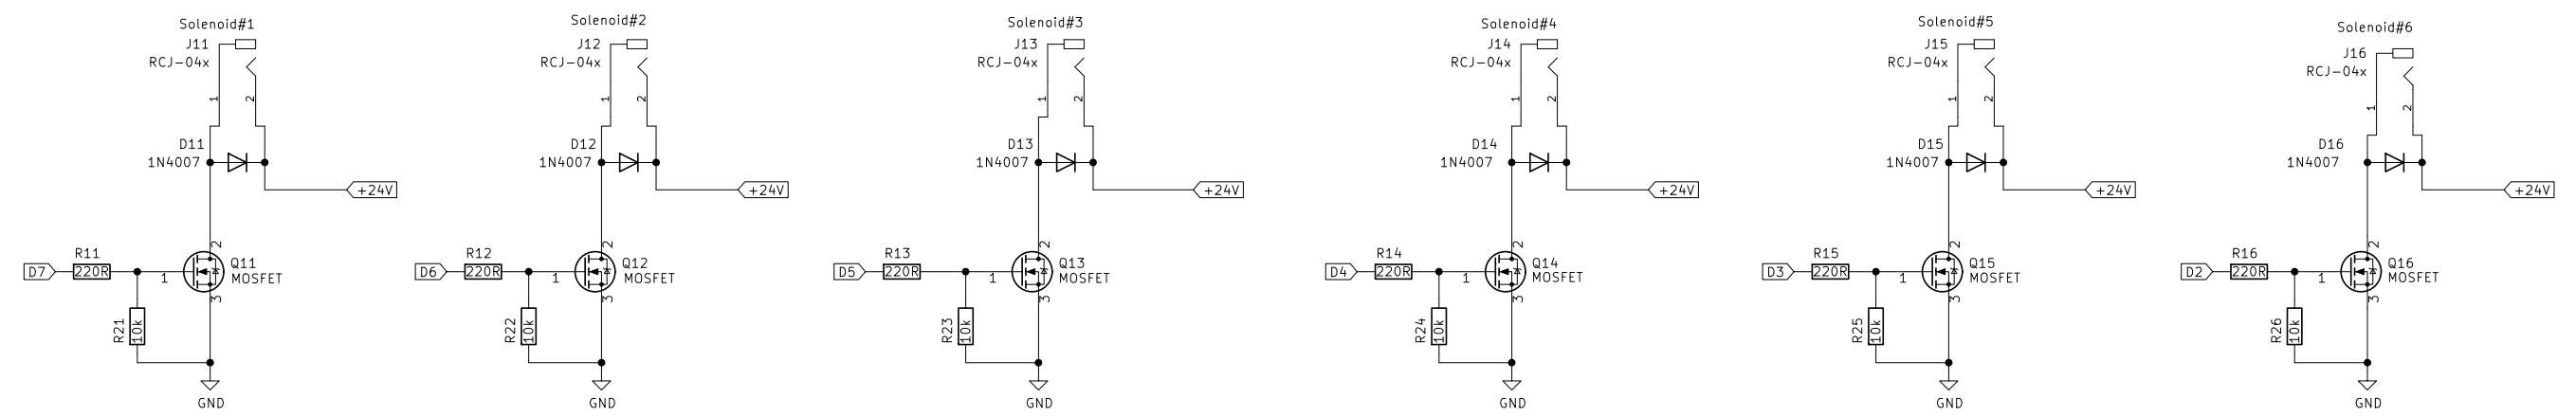 Solenoid#1
J11
RCJ-04x
1
2
D11
1N4007
+24V
2
D7
R11
220R
1
Q11
MOSFET
3
R21
10k
GND
Solenoid#2
J12
RCJ-04x
1
2
D12
1N4007
+24V
2
D6
R12
220R
1
Q12
MOSFET
3
R22
10k
GND
Solenoid#3
J13
RCJ-04x
1
2
D13
1N4007
+24V
2
D5
R13
220R
1
Q13
MOSFET
3
R23
10k
GND
Solenoid#4
J14
RCJ-04x
1
2
D14
1N4007
+24V
2
D4
R14
220R
1
Q14
MOSFET
3
R24
10k
GND
Solenoid#5
J15
RCJ-04x
1
2
D15
1N4007
+24V
2
D3
R15
220R
1
Q15
MOSFET
3
R25
10k
GND
Solenoid#6
J16
RCJ-04x
1
2
D16
1N4007
+24V
2
D2
R16
220R
1
Q16
MOSFET
3
R26
10k
GND